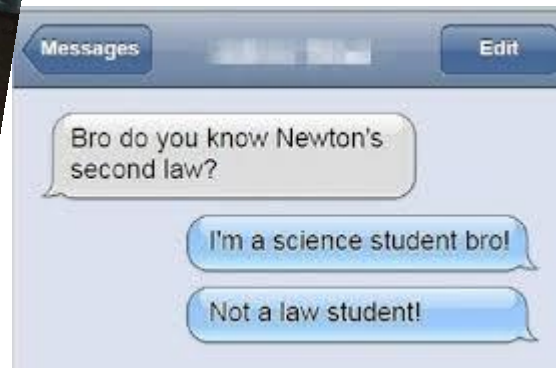 Messages
Edit
Bro do you know Newton's
second law?
I'm a science student bro!
Not a law student!